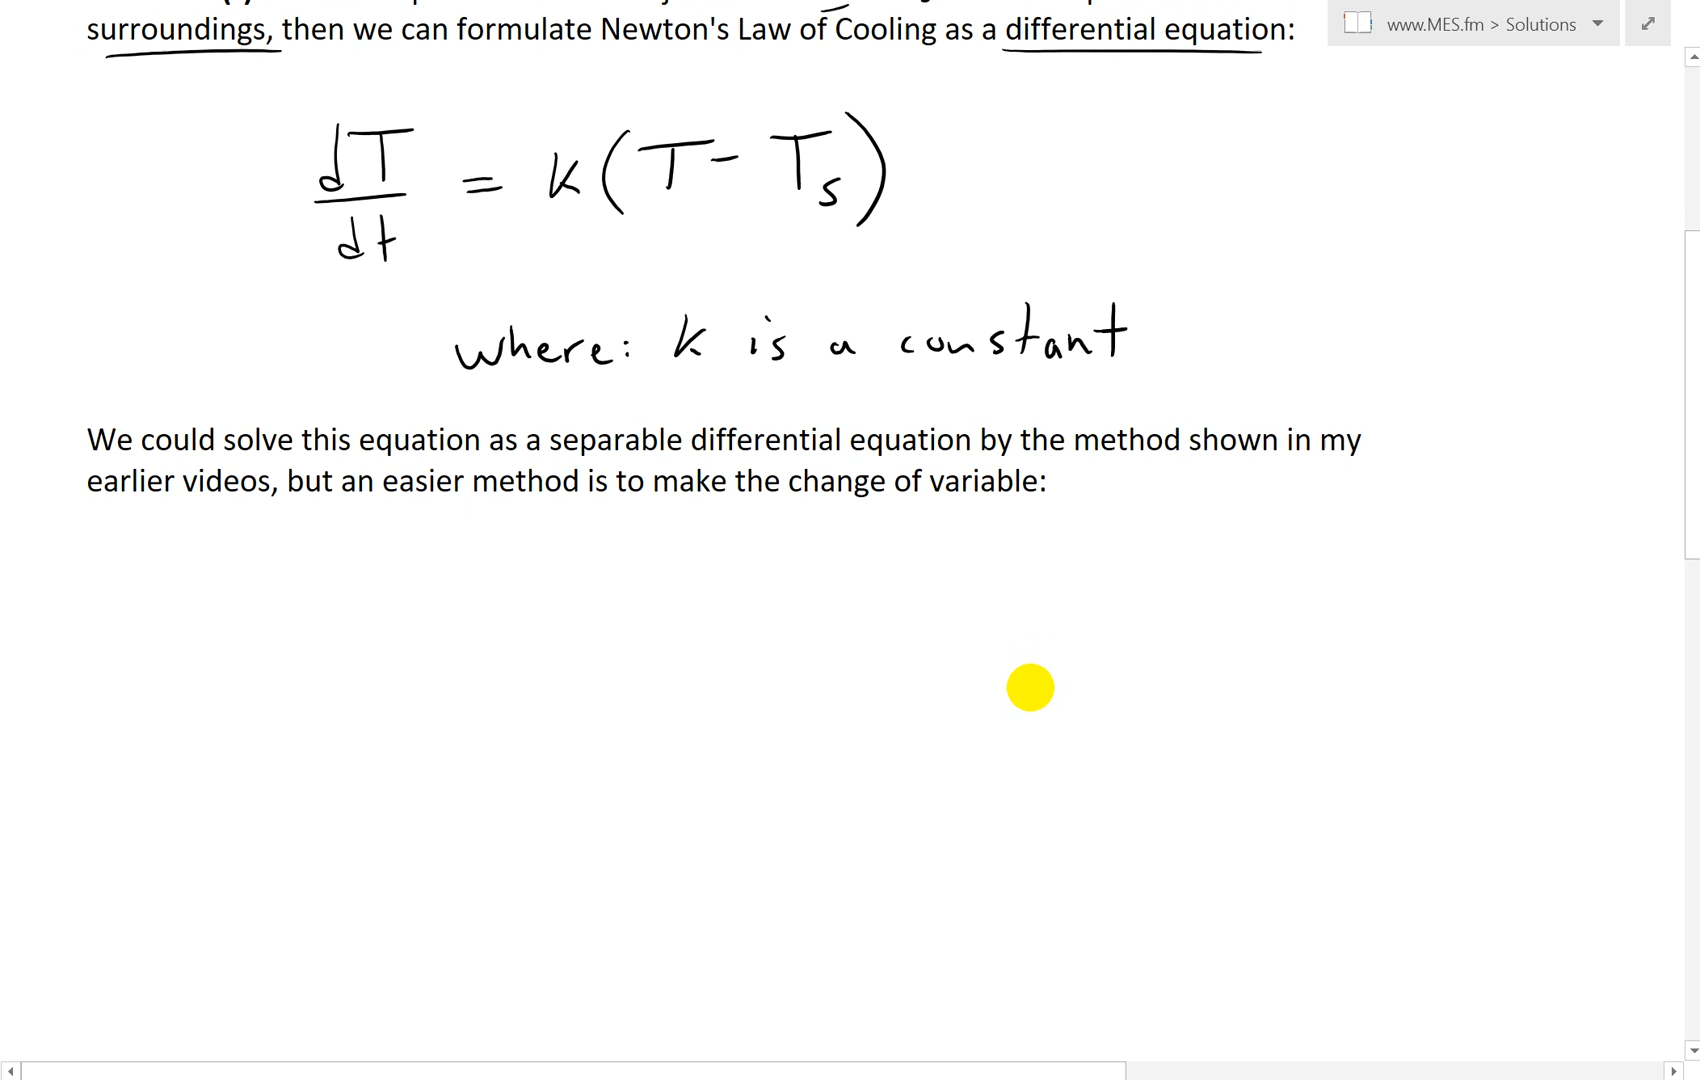 surroundings, then we can formulate Newton's Law of Cooling as a differential equation:
www.MES.fm > Solutions
dT/dt = k(T - Ts)
where: k is a constant
We could solve this equation as a separable differential equation by the method shown in my
earlier videos, but an easier method is to make the change of variable: